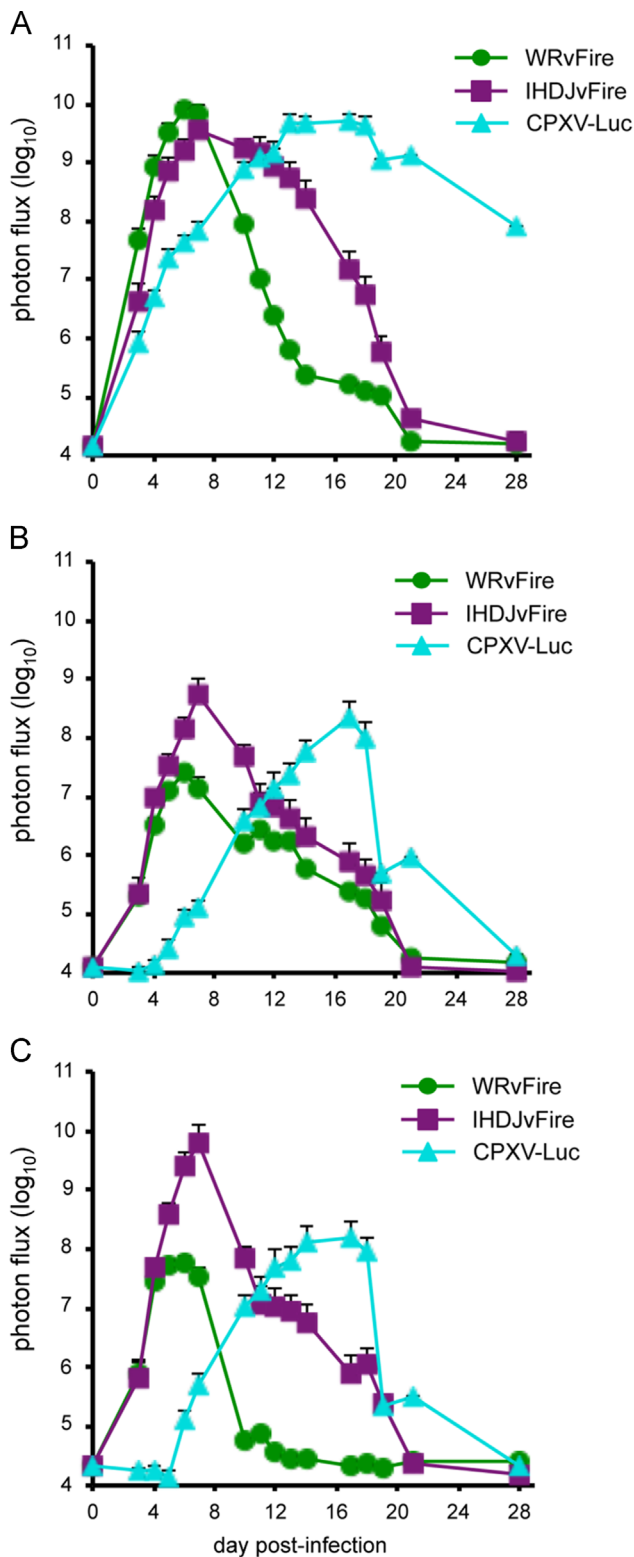 A
11
10
9
8
7
6
5
4
photon flux (log10)
WRvFire
IHDJvFire
CPXV-Luc
0 4 8 12 16 20 24 28
B
11
10
9
8
7
6
5
4
photon flux (log10)
WRvFire
IHDJvFire
CPXV-Luc
0 4 8 12 16 20 24 28
C
11
10
9
8
7
6
5
4
photon flux (log10)
WRvFire
IHDJvFire
CPXV-Luc
0 4 8 12 16 20 24 28
day post-infection